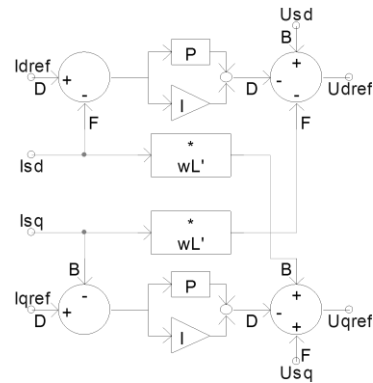 Usd
B
Idref
P
+
+
D
-
D
-
-
Udref
F
I
F
Isd
*
wL'
Isq
*
wL'
B
B
Iqref
-
P
+
+
D
-
+
D
Uqref
I
F
Usq